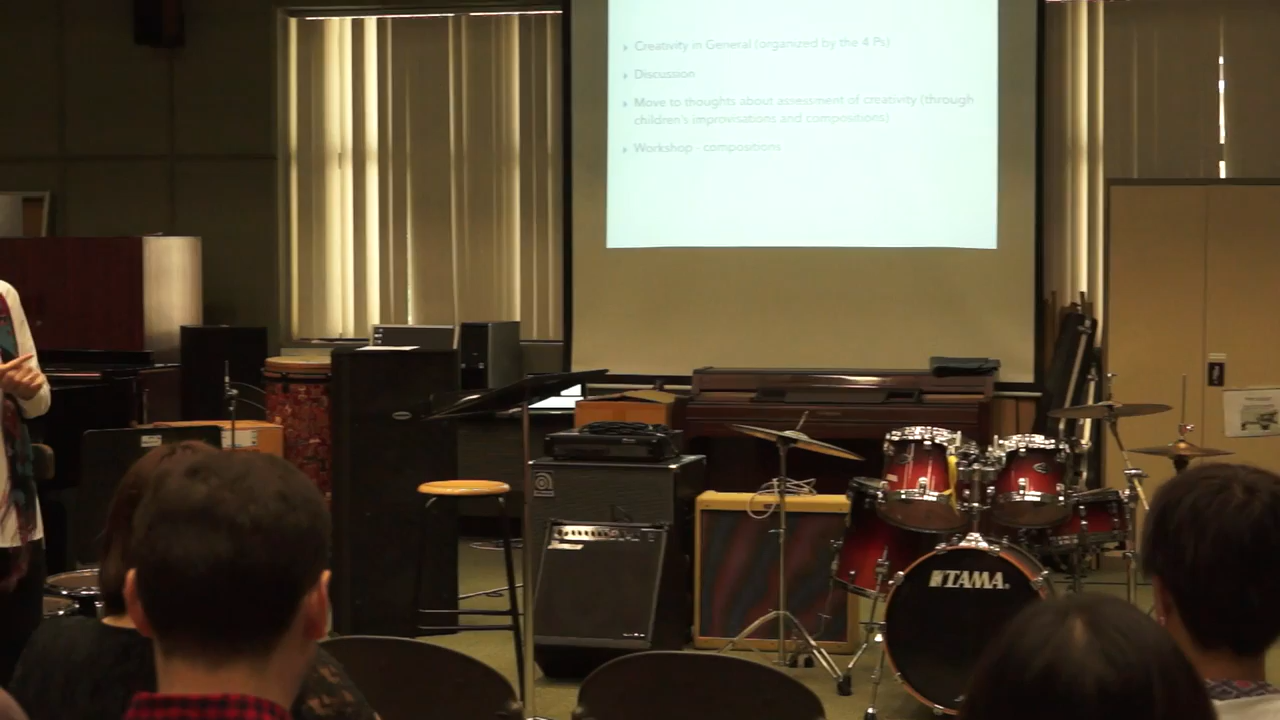 Creativity in General (organized by the 4 Ps)
Discussion
Move to thoughts about assessment of creativity (through
children's improvisations and compositions)
Workshop - compositions
TAMA